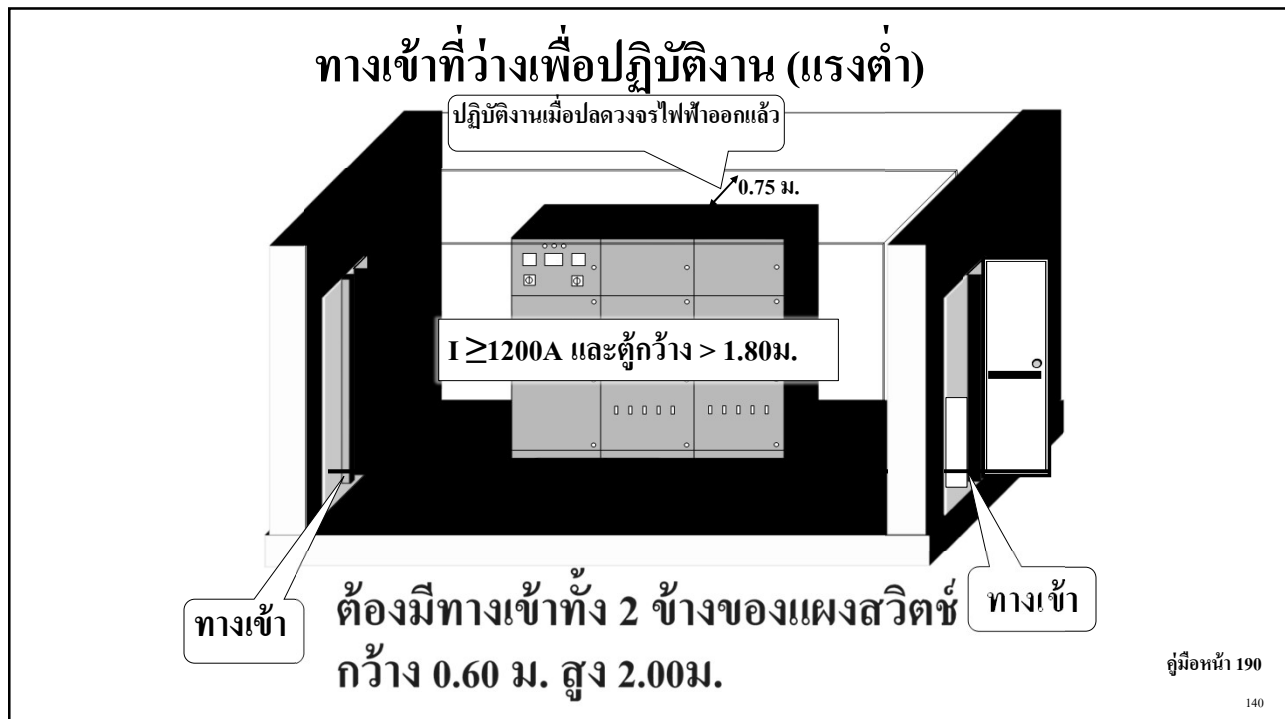 ทางเข้าที่ว่างเพื่อปฏิบัติงาน (แรงต่ำ)
ปฏิบัติงานเมื่อปลดวงจรไฟฟ้าออกแล้ว
0.75 ม.
I ≥1200A และตู้กว้าง > 1.80ม.
ทางเข้า
ทางเข้า
ต้องมีทางเข้าทั้ง 2 ข้างของแผงสวิตช์
กว้าง 0.60 ม. สูง 2.00ม.
คู่มือหน้า 190
140